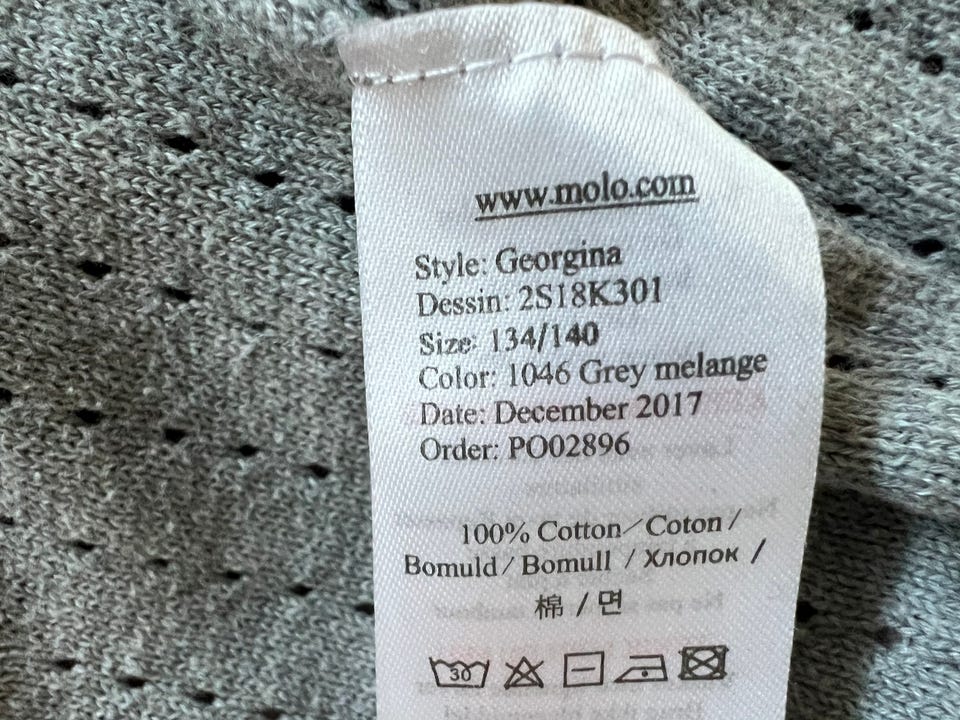 www.molo.com
Style: Georgina
Dessin: 2S18K301
Size: 134/140
Color: 1046 Grey melange
Date: December 2017
Order: PO02896
100% Cotton/Coton/
Bomuld/Bomull / Хлопок /
棉 / 면
30